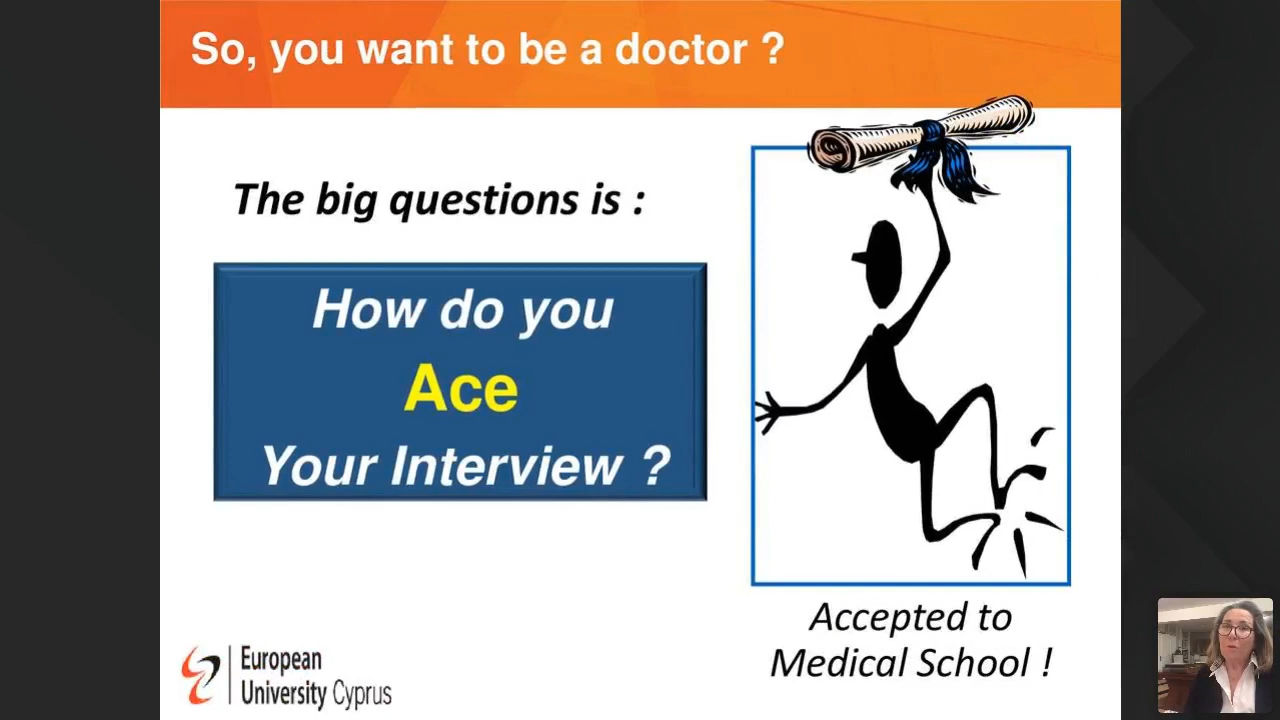 So, you want to be a doctor ?
The big questions is :
How do you
Ace
Your Interview ?
Accepted to
Medical School !
European
University Cyprus